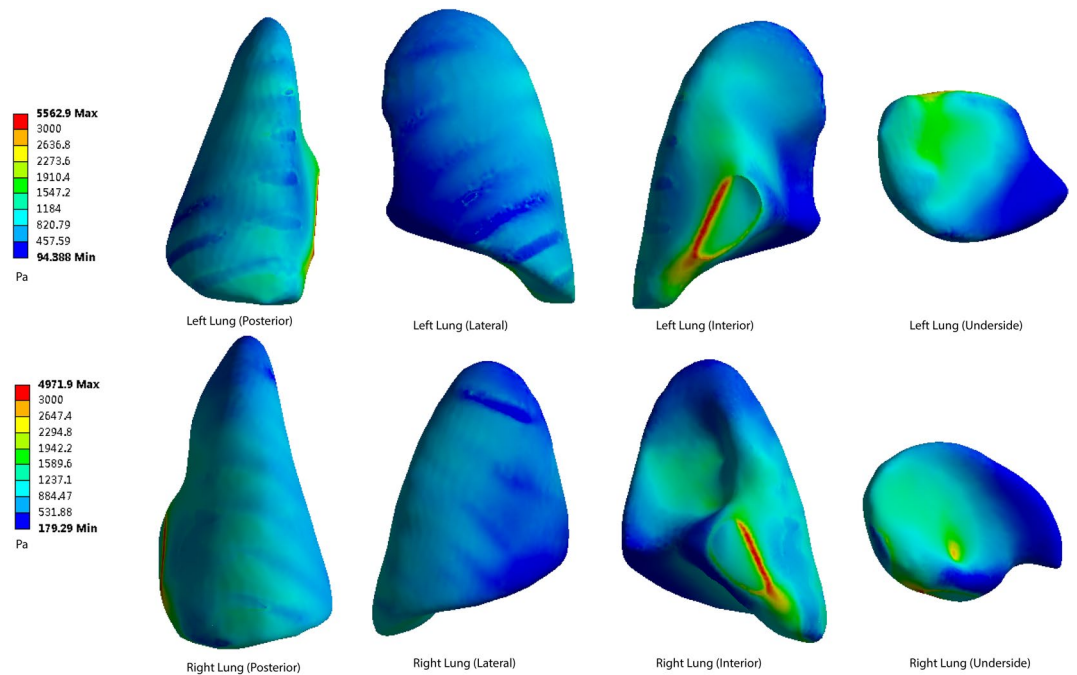 5562.9 Max
3000
2636.8
2273.6
1910.4
1547.2
1184
820.79
457.59
94.388 Min
Pa
Left Lung (Posterior)
Left Lung (Lateral)
Left Lung (Interior)
Left Lung (Underside)
4971.9 Max
3000
2647.4
2294.8
1942.2
1589.6
1237.1
884.47
531.88
179.29 Min
Pa
Right Lung (Posterior)
Right Lung (Lateral)
Right Lung (Interior)
Right Lung (Underside)